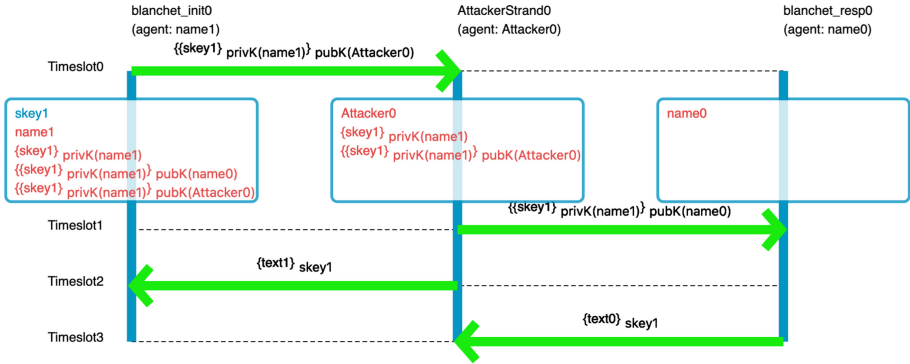 blanchet_init0 AttackerStrand0 blanchet_resp0
(agent: name1) (agent: Attacker0) (agent: name0)
{{skey1} privK(name1)} pubK(Attacker0)
Timeslot0
skey1 Attacker0 name0
name1 {skey1} privK(name1)
{skey1} privK(name1) {{skey1} privK(name1)} pubK(Attacker0)
{{skey1} privK(name1)} pubK(name0)
{{skey1} privK(name1)} pubK(Attacker0)
{{skey1} privK(name1)} pubK(name0)
Timeslot1
{text1} skey1
Timeslot2
{text0} skey1
Timeslot3